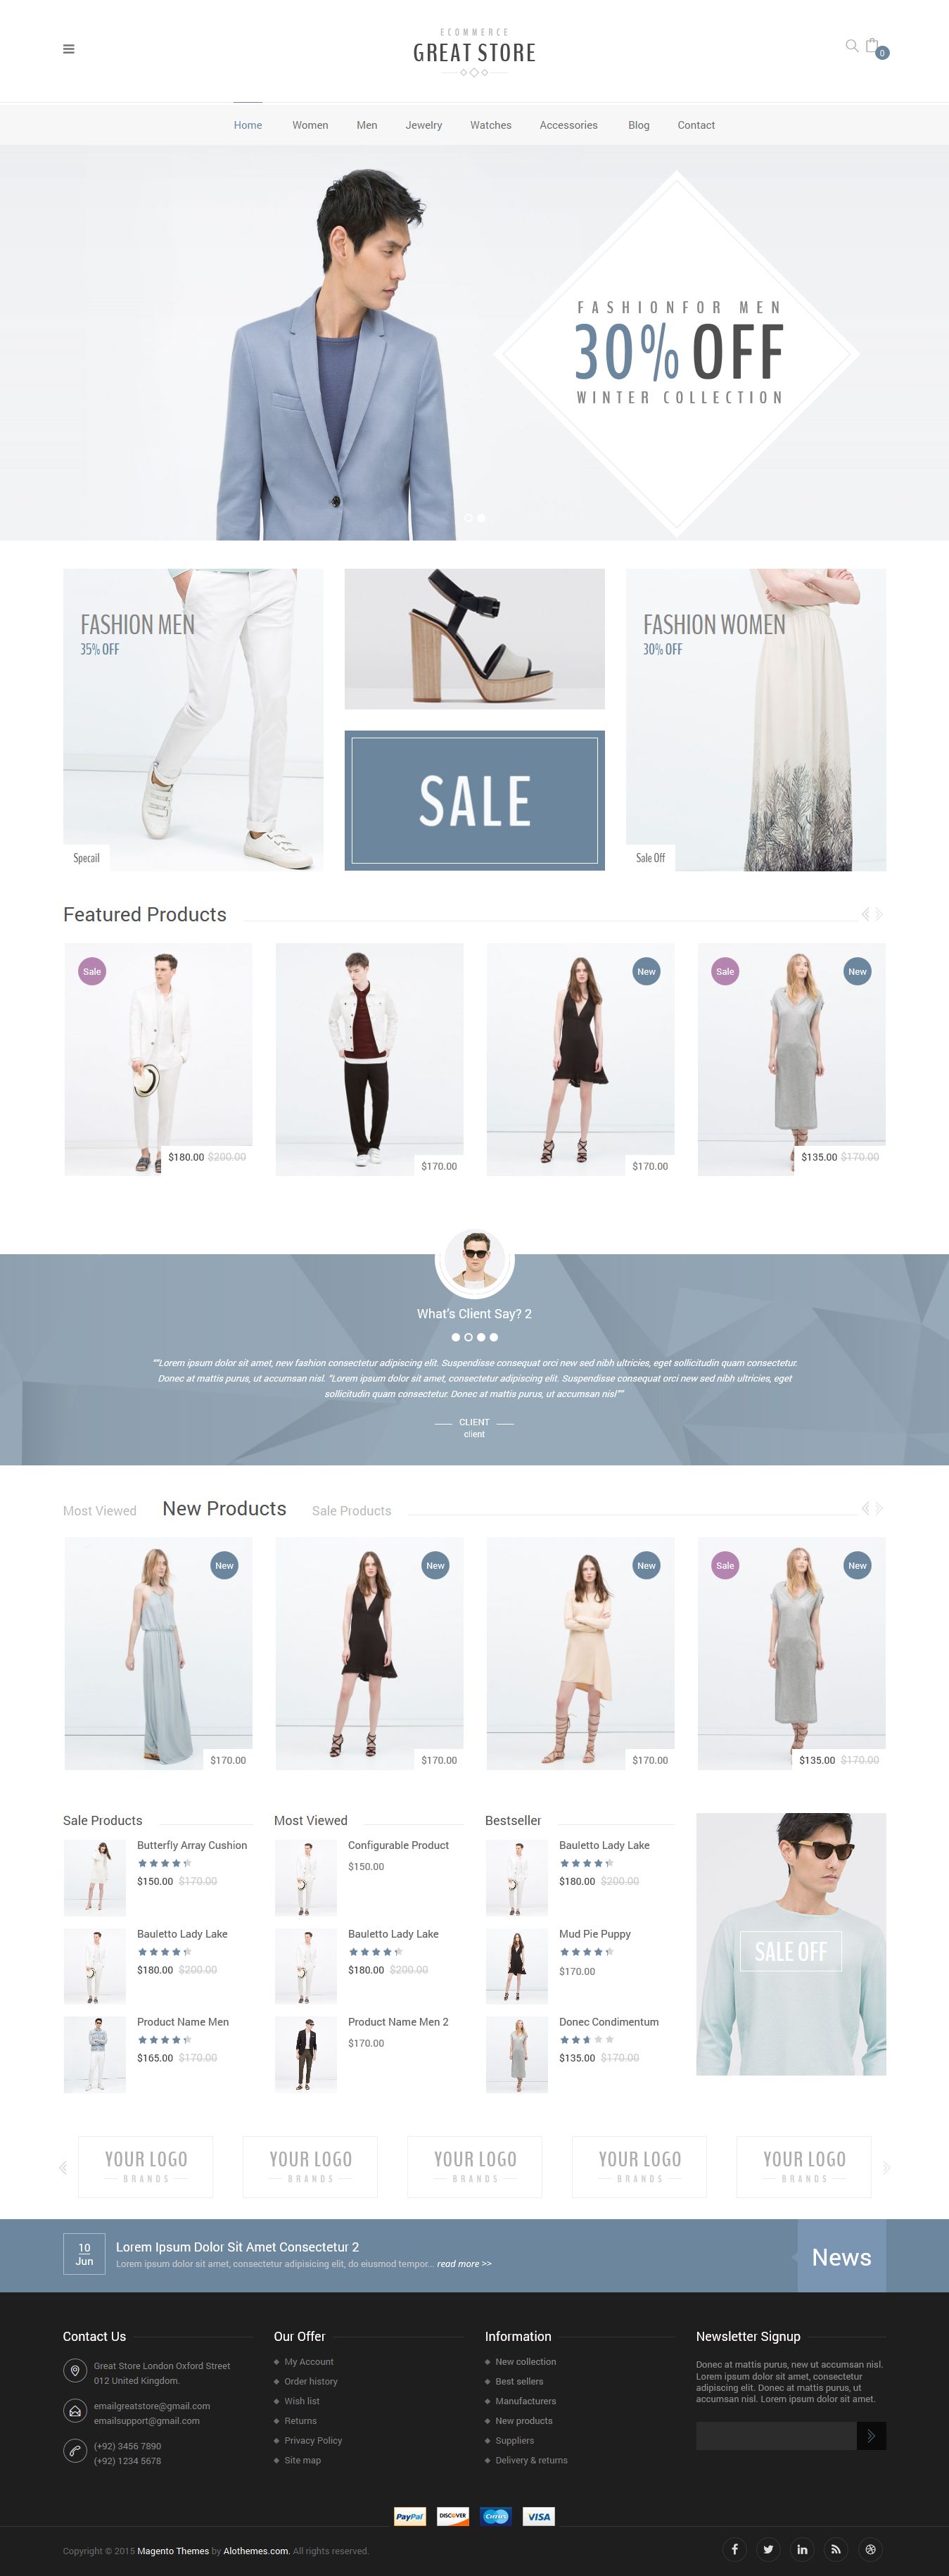 ECOMMERCE
GREAT STORE
0
Home Women Men Jewelry Watches Accessories Blog Contact
FASHIONFOR MEN
30% OFF
WINTER COLLECTION
FASHION MEN
35% OFF
Specail
SALE
FASHION WOMEN
30% OFF
Sale Off
Featured Products
Sale
$180.00 $200.00
$170.00
New
$170.00
Sale
New
$135.00 $170.00
What's Client Say? 2
""Lorem ipsum dolor sit amet, new fashion consectetur adipiscing elit. Suspendisse consequat orci new sed nibh ultricies, eget sollicitudin quam consectetur.
Donec at mattis purus, ut accumsan nisl. "Lorem ipsum dolor sit amet, consectetur adipiscing elit. Suspendisse consequat orci new sed nibh ultricies, eget
sollicitudin quam consectetur. Donec at mattis purus, ut accumsan nisl""
CLIENT
client
Most Viewed New Products Sale Products
New
$170.00
New
$170.00
New
$170.00
Sale
New
$135.00 $170.00
Sale Products
Butterfly Array Cushion
$150.00 $170.00
Bauletto Lady Lake
$180.00 $200.00
Product Name Men
$165.00 $170.00
Most Viewed
Configurable Product
$150.00
Bauletto Lady Lake
$180.00 $200.00
Product Name Men 2
$170.00
Bestseller
Bauletto Lady Lake
$180.00 $200.00
Mud Pie Puppy
$170.00
Donec Condimentum
$135.00 $170.00
SALE OFF
YOUR LOGO
BRANDS
YOUR LOGO
BRANDS
YOUR LOGO
BRANDS
YOUR LOGO
BRANDS
YOUR LOGO
BRANDS
10
Jun
Lorem Ipsum Dolor Sit Amet Consectetur 2
Lorem ipsum dolor sit amet, consectetur adipisicing elit, do eiusmod tempor... read more >>
News
Contact Us
Great Store London Oxford Street
012 United Kingdom.
emailgreatstore@gmail.com
emailsupport@gmail.com
(+92) 3456 7890
(+92) 1234 5678
Our Offer
My Account
Order history
Wish list
Returns
Privacy Policy
Site map
Information
New collection
Best sellers
Manufacturers
New products
Suppliers
Delivery & returns
Newsletter Signup
Donec at mattis purus, new ut accumsan nisl.
Lorem ipsum dolor sit amet, consectetur
adipiscing elit. Donec at mattis purus, ut
accumsan nisl. Lorem ipsum dolor sit amet.
PayPal
DISCOVER
Cirrus
VISA
Copyright © 2015 Magento Themes by Alothemes.com. All rights reserved.